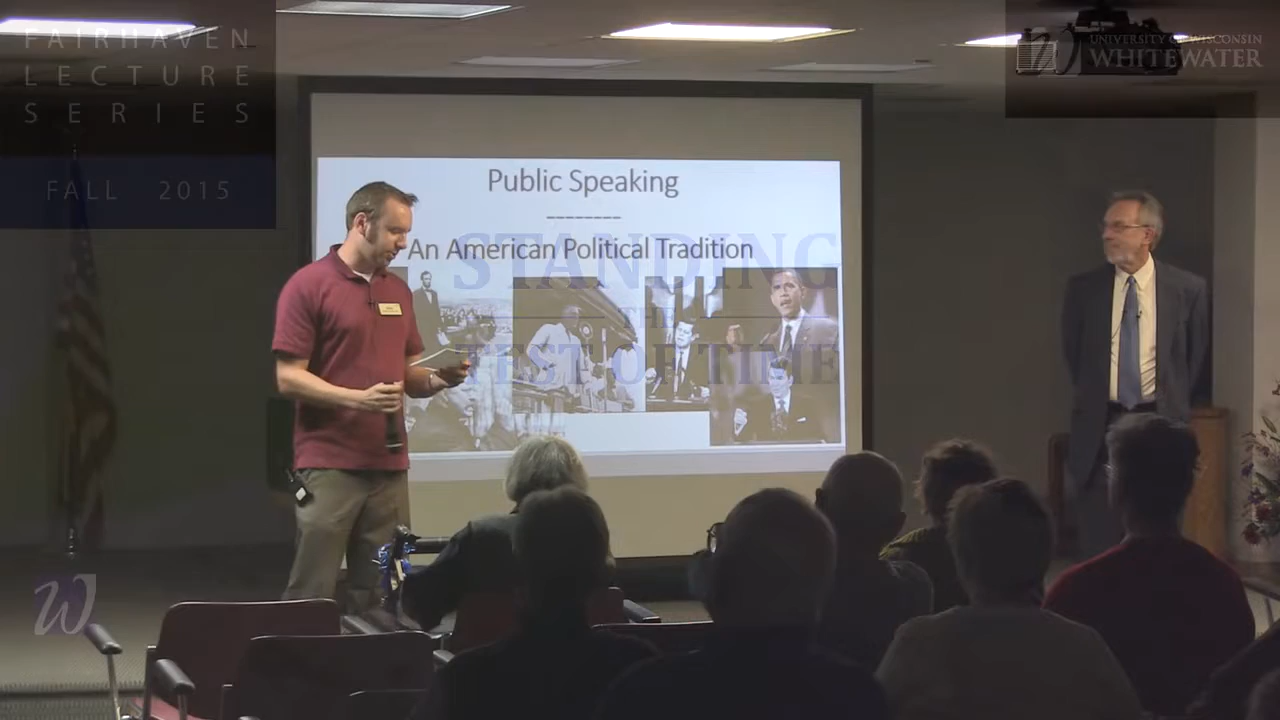 FAIRHAVEN
LECTURE
SERIES
FALL 2015
UNIVERSITY OF WISCONSIN
WHITEWATER
Public Speaking
An American Political Tradition
STANDING
THE
TEST OF TIME
W